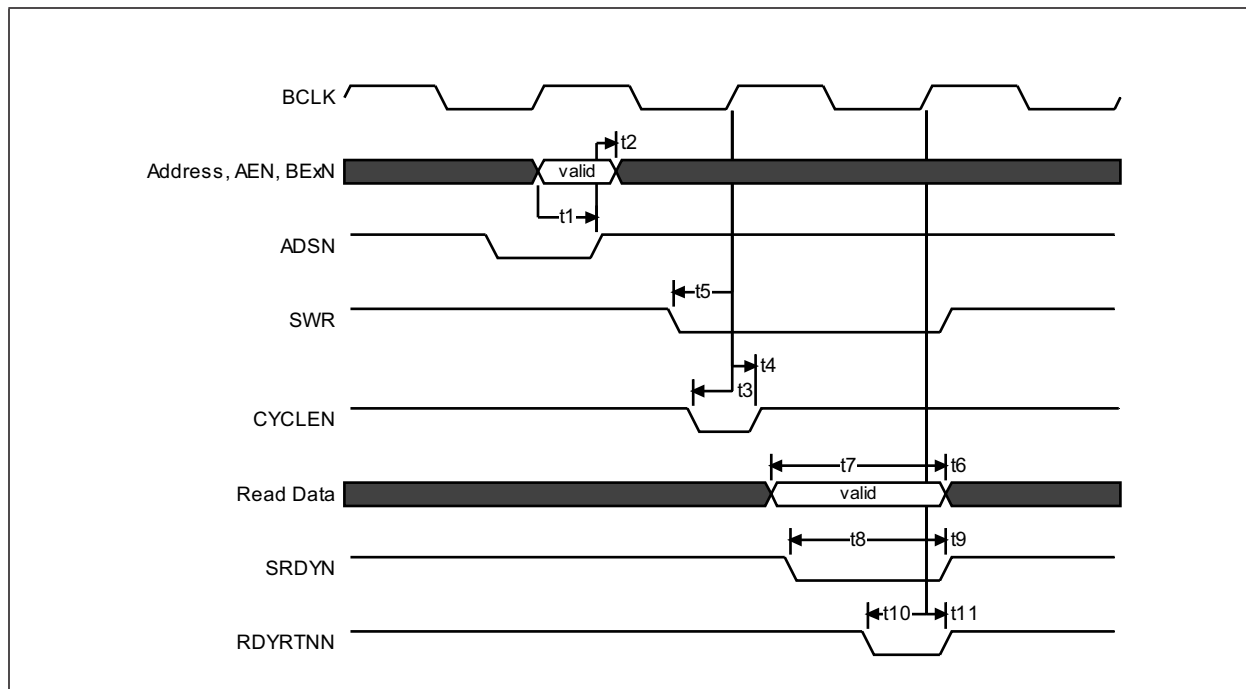 BCLK
t2
Address, AEN, BExN
valid
t1
ADSN
t5
SWR
t4
t3
CYCLEN
t7
t6
Read Data
valid
t8
t9
SRDYN
t10
t11
RDYRTNN